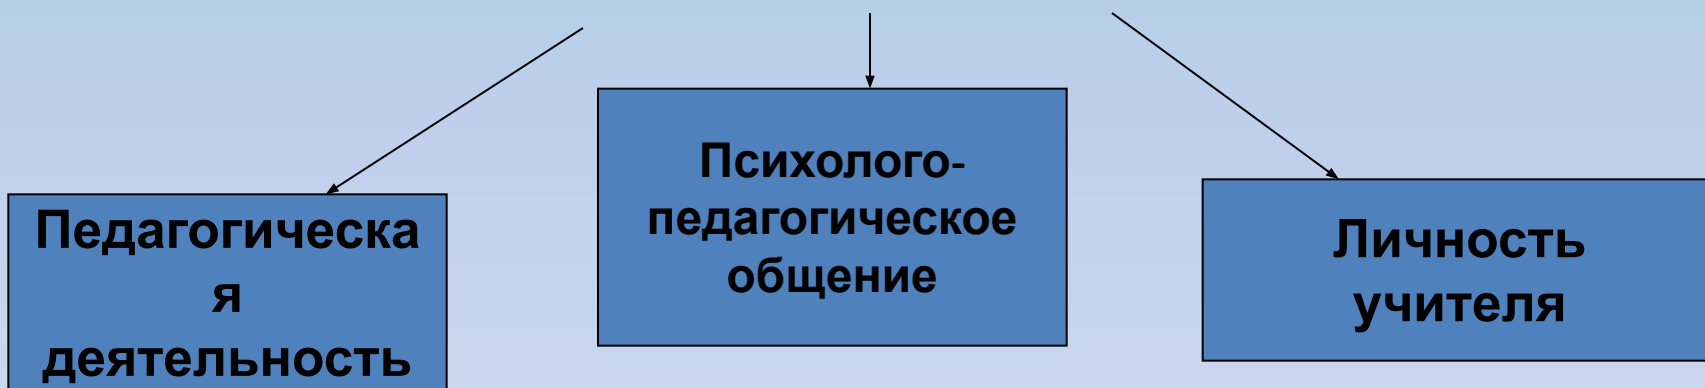 Педагогическа
я
деятельность
Психолого-
педагогическое
общение
Личность
учителя